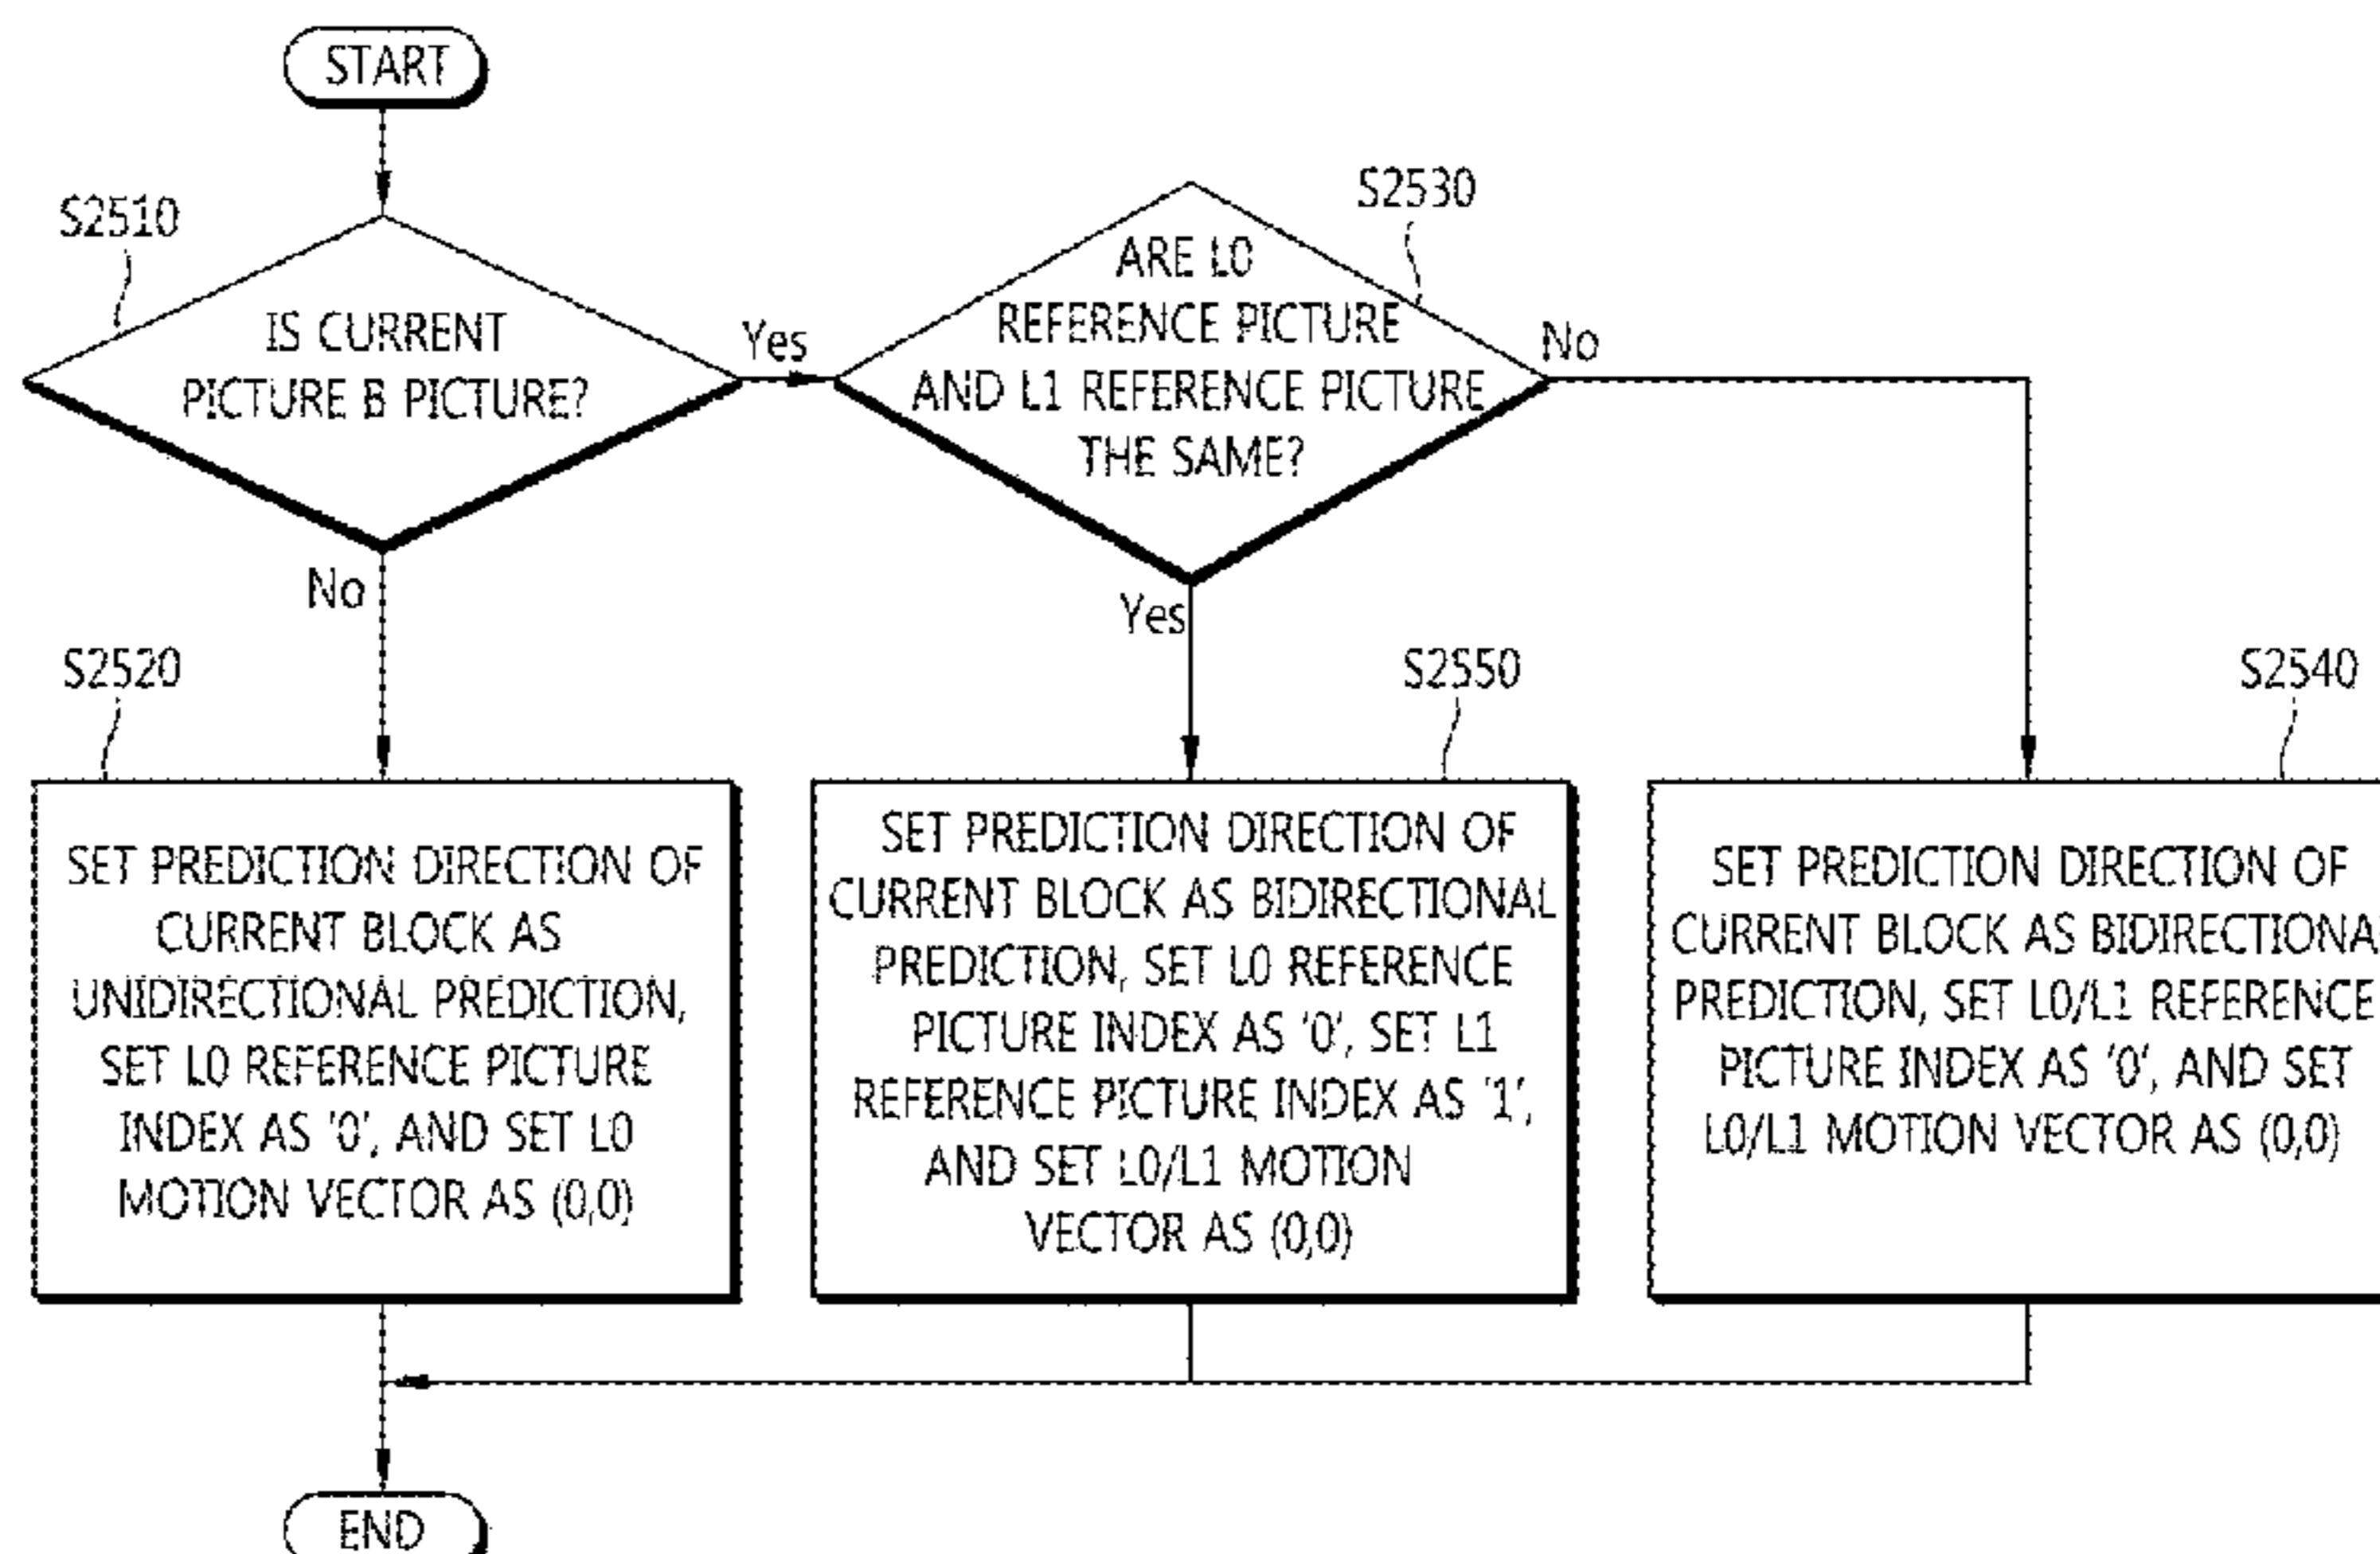 START
S2510
IS CURRENT
PICTURE B PICTURE?
Yes
No
S2530
ARE L0
REFERENCE PICTURE
AND L1 REFERENCE PICTURE
THE SAME?
No
Yes
S2520
SET PREDICTION DIRECTION OF
CURRENT BLOCK AS
UNIDIRECTIONAL PREDICTION,
SET L0 REFERENCE PICTURE
INDEX AS '0', AND SET L0
MOTION VECTOR AS (0,0)
S2550
SET PREDICTION DIRECTION OF
CURRENT BLOCK AS BIDIRECTIONAL
PREDICTION, SET L0 REFERENCE
PICTURE INDEX AS '0', SET L1
REFERENCE PICTURE INDEX AS '1',
AND SET L0/L1 MOTION
VECTOR AS (0,0)
S2540
SET PREDICTION DIRECTION OF
CURRENT BLOCK AS BIDIRECTIONAL
PREDICTION, SET L0/L1 REFERENCE
PICTURE INDEX AS '0', AND SET
L0/L1 MOTION VECTOR AS (0,0)
END